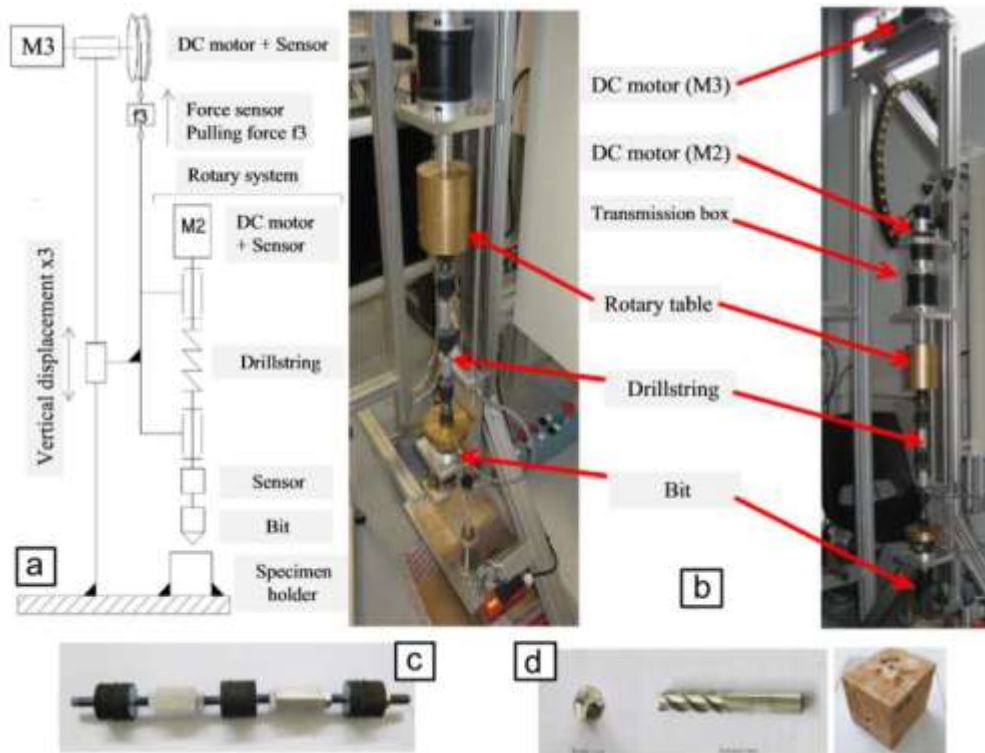 M3
DC motor + Sensor
f3
Force sensor
Pulling force f3
Rotary system
M2
DC motor
+ Sensor
Vertical displacement x3
Drillstring
Sensor
Bit
Specimen
holder
a
DC motor (M3)
DC motor (M2)
Transmission box
Rotary table
Drillstring
Bit
b
c
d